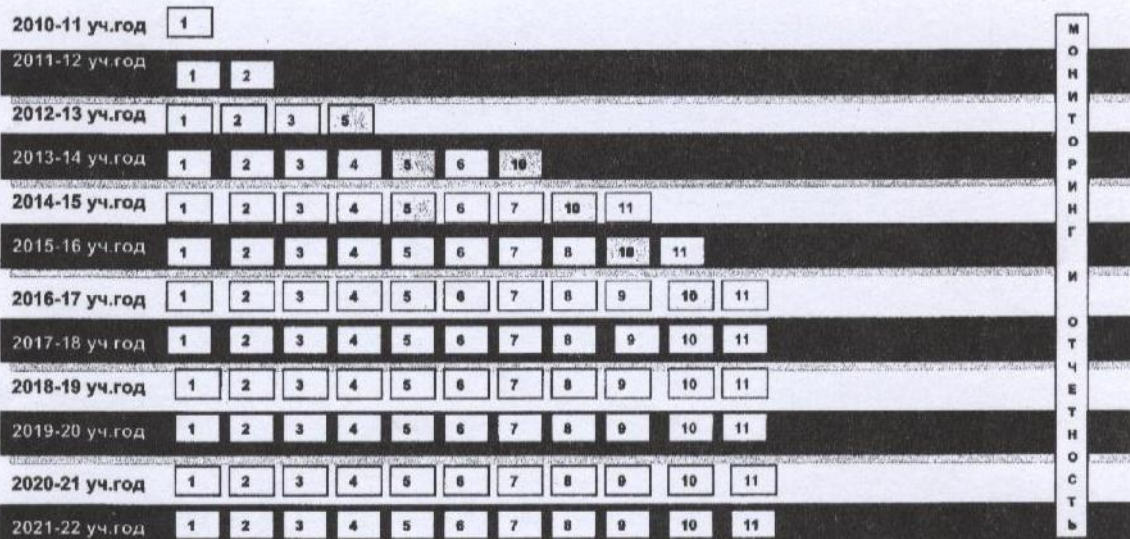 2010-11 уч.год 1
2011-12 уч.год 1 2
2012-13 уч.год 1 2 3 5
2013-14 уч.год 1 2 3 4 5 6 10
2014-15 уч.год 1 2 3 4 5 6 7 10 11
2015-16 уч.год 1 2 3 4 5 6 7 8 10 11
2016-17 уч.год 1 2 3 4 5 6 7 8 9 10 11
2017-18 уч.год 1 2 3 4 5 6 7 8 9 10 11
2018-19 уч.год 1 2 3 4 5 6 7 8 9 10 11
2019-20 уч.год 1 2 3 4 5 6 7 8 9 10 11
2020-21 уч.год 1 2 3 4 5 6 7 8 9 10 11
2021-22 уч.год 1 2 3 4 5 6 7 8 9 10 11
МОНИТОРИНГ И ОТЧЕТНОСТЬ